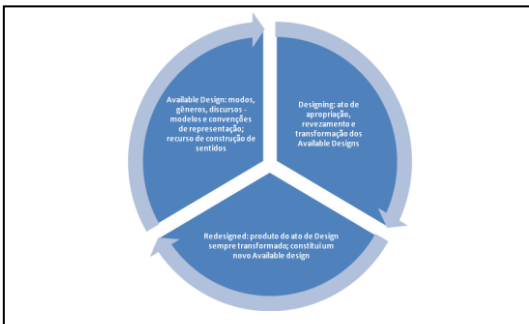 Available Design: modos,
gêneros, discursos -
modelos e convenções
de representação;
recurso de construção de
sentidos
Designing: ato de
apropriação,
revezamento e
transformação dos
Available Designs
Redesigned: produto do ato de Design
sempre transformado; constitui um
novo Available design